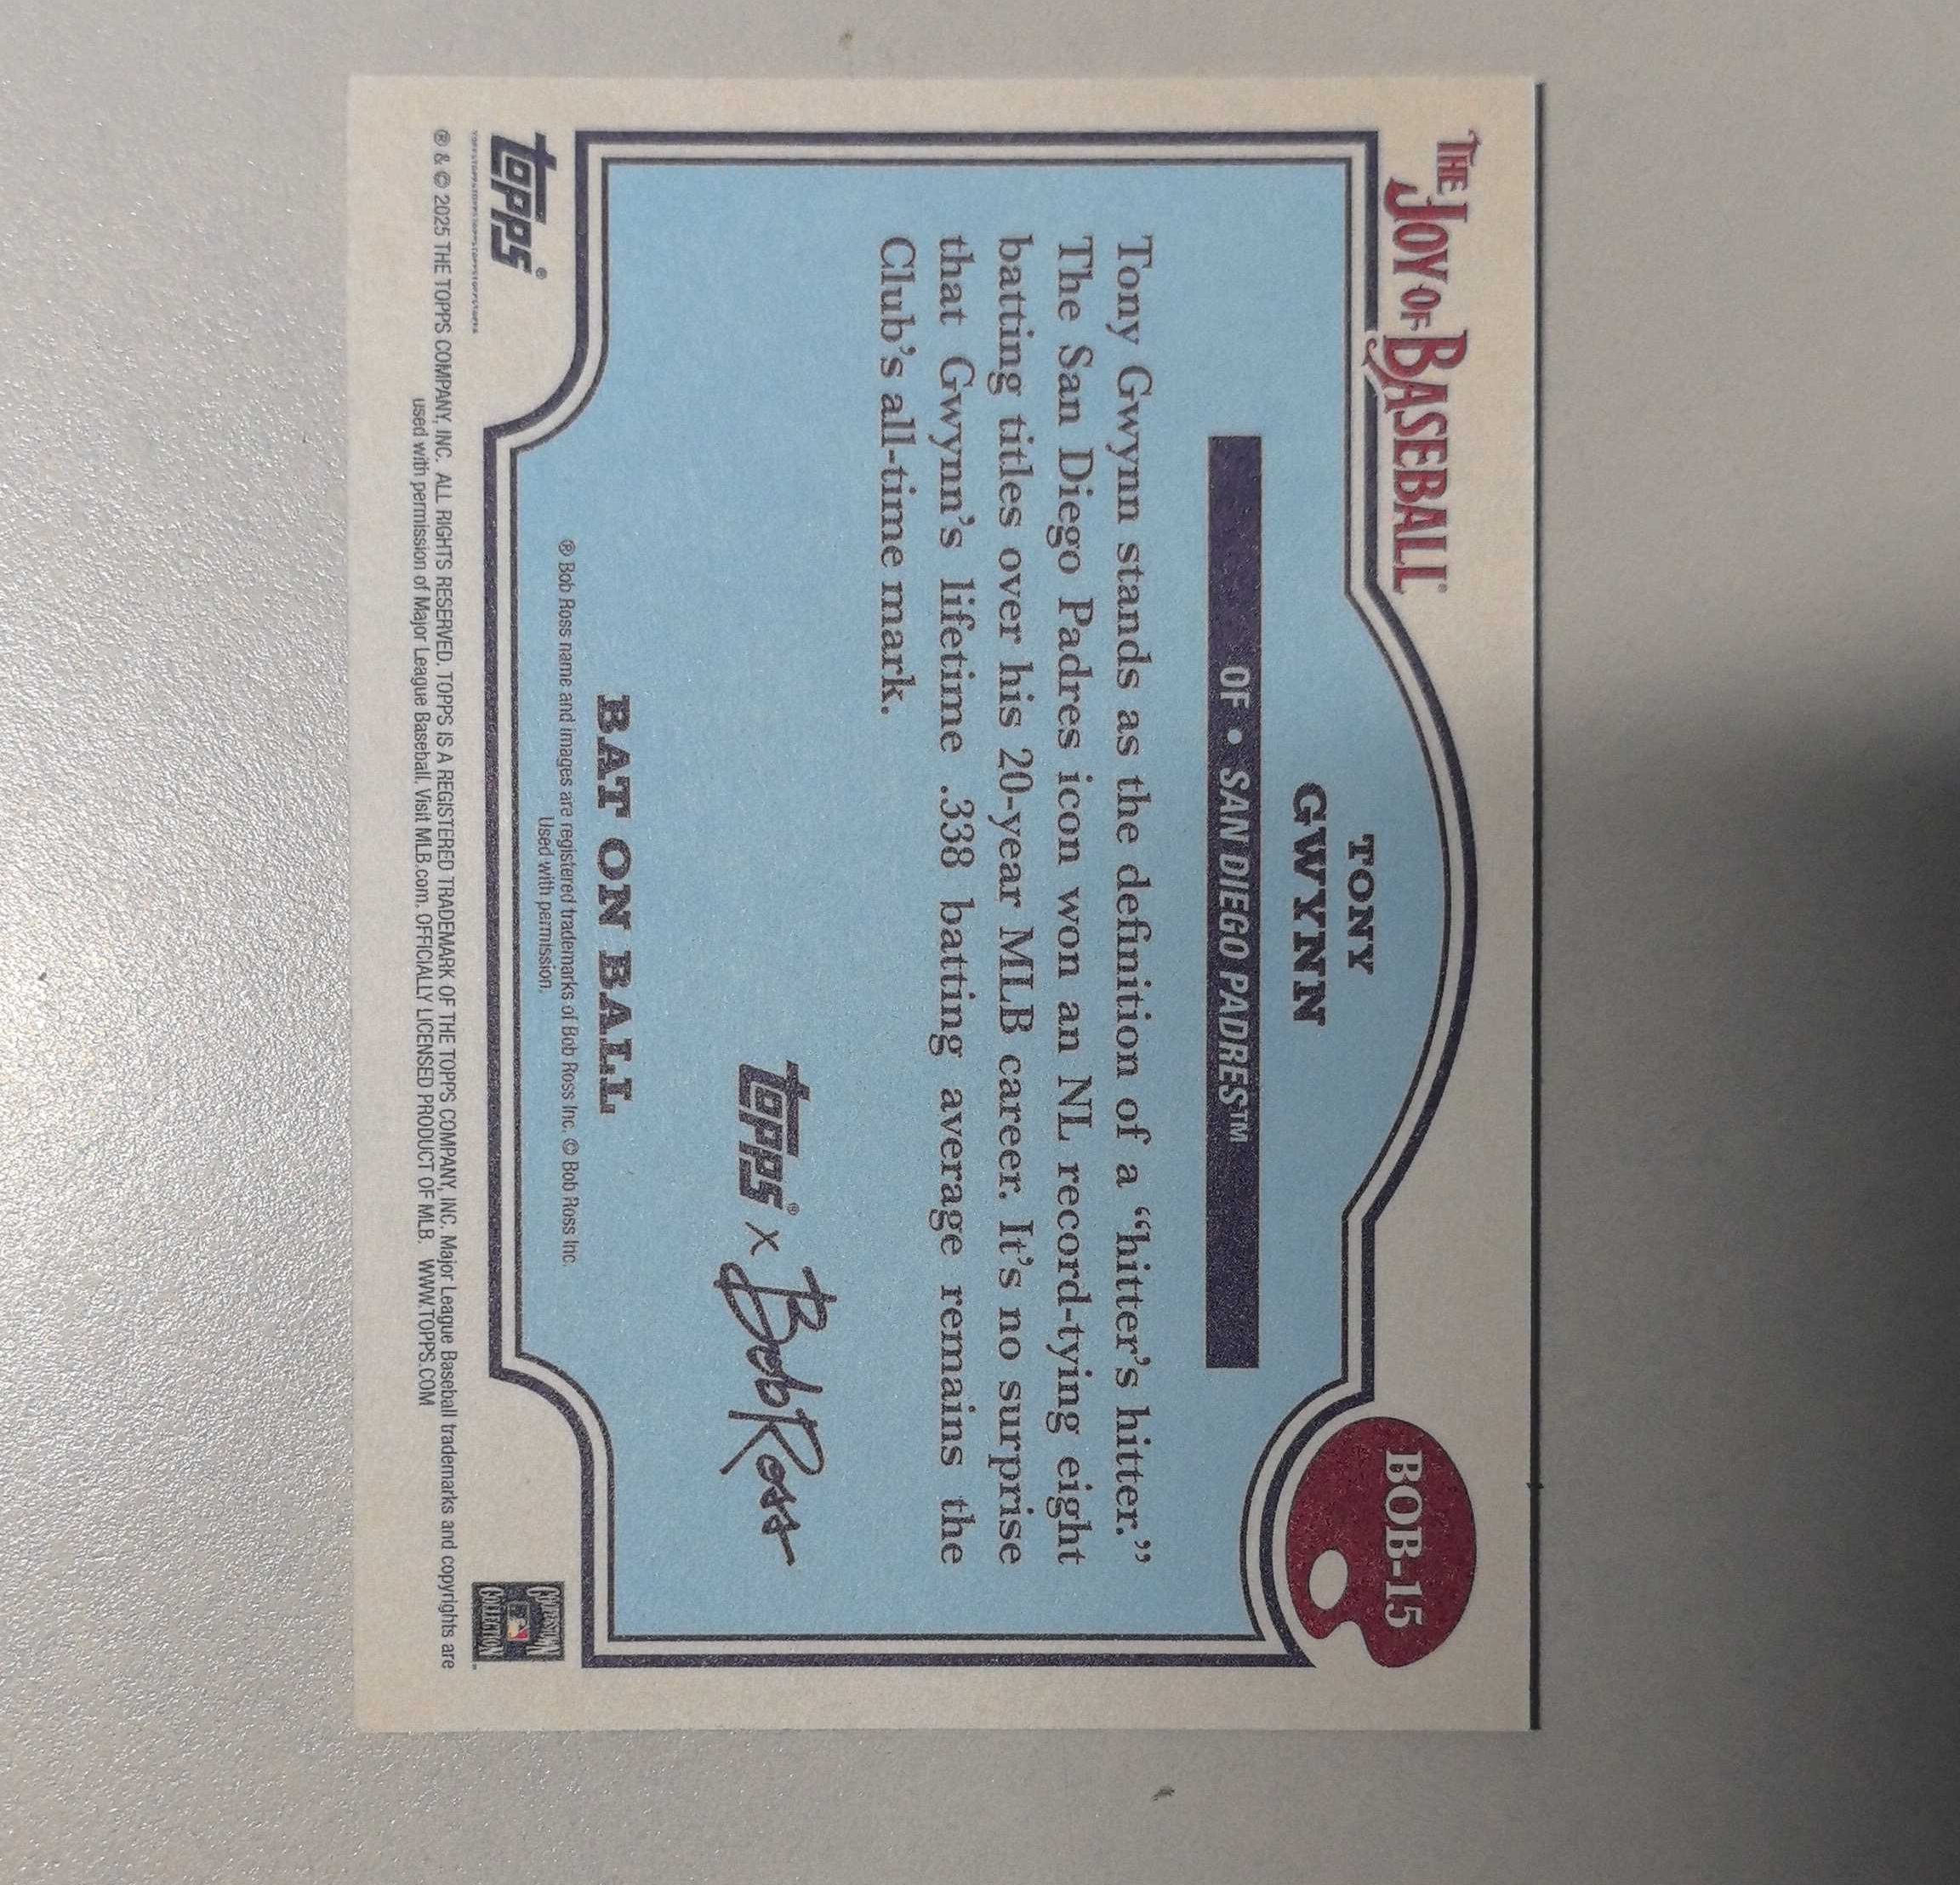 THE JOY OF BASEBALL®
BOB-15
TONY
GWYNN
OF • SAN DIEGO PADRES™
Tony Gwynn stands as the definition of a “hitter’s hitter.”
The San Diego Padres icon won an NL record-tying eight
batting titles over his 20-year MLB career. It’s no surprise
that Gwynn’s lifetime .338 batting average remains the
Club’s all-time mark.
topps® x Bob Ross
BAT ON BALL
® Bob Ross name and images are registered trademarks of Bob Ross Inc. © Bob Ross Inc.
Used with permission.
topps®
COOPERSTOWN
COLLECTION
® & © 2025 THE TOPPS COMPANY, INC. ALL RIGHTS RESERVED. TOPPS IS A REGISTERED TRADEMARK OF THE TOPPS COMPANY, INC. Major League Baseball trademarks and copyrights are
used with permission of Major League Baseball. Visit MLB.com. OFFICIALLY LICENSED PRODUCT OF MLB. WWW.TOPPS.COM